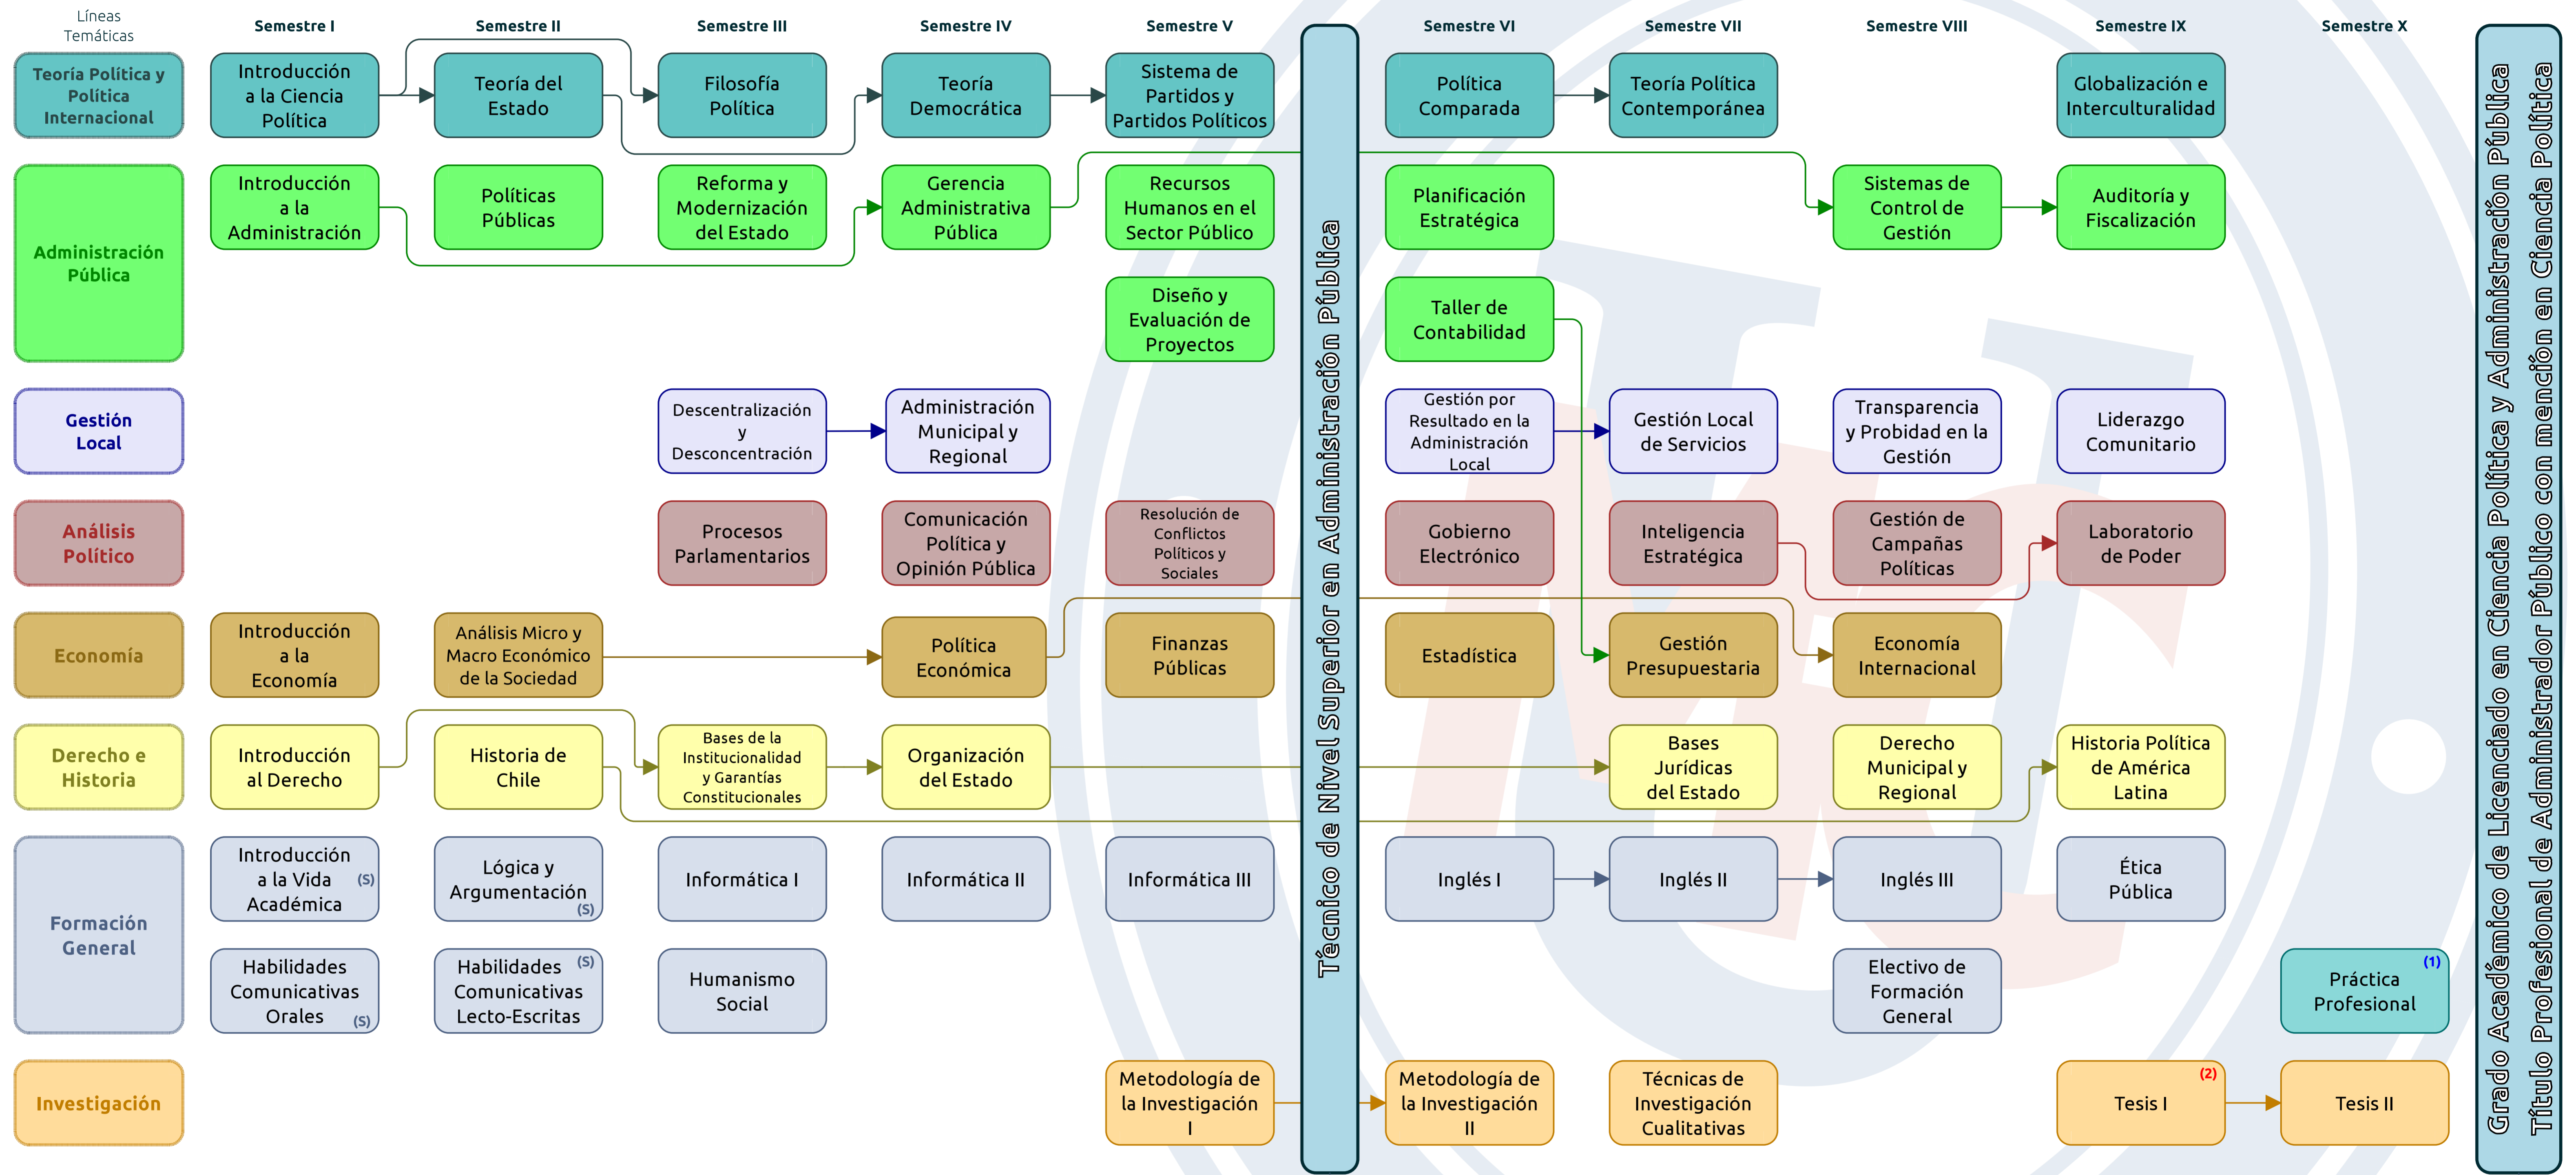 Líneas
Temáticas
Semestre I
Semestre II
Semestre III
Semestre IV
Semestre V
Semestre VI
Semestre VII
Semestre VIII
Semestre IX
Semestre X
Teoría Política y
Política
Internacional
Introducción
a la Ciencia
Política
Teoría del
Estado
Filosofía
Política
Teoría
Democrática
Sistema de
Partidos y
Partidos Políticos
Política
Comparada
Teoría Política
Contemporánea
Globalización e
Interculturalidad
Administración
Pública
Introducción
a la
Administración
Políticas
Públicas
Reforma y
Modernización
del Estado
Gerencia
Administrativa
Pública
Recursos
Humanos en el
Sector Público
Planificación
Estratégica
Sistemas de
Control de
Gestión
Auditoría y
Fiscalización
Diseño y
Evaluación de
Proyectos
Taller de
Contabilidad
Gestión
Local
Descentralización
y
Desconcentración
Administración
Municipal y
Regional
Gestión por
Resultado en la
Administración
Local
Gestión Local
de Servicios
Transparencia
y Probidad en la
Gestión
Liderazgo
Comunitario
Análisis
Político
Procesos
Parlamentarios
Comunicación
Política y
Opinión Pública
Resolución de
Conflictos
Políticos y
Sociales
Gobierno
Electrónico
Inteligencia
Estratégica
Gestión de
Campañas
Políticas
Laboratorio
de Poder
Economía
Introducción
a la
Economía
Análisis Micro y
Macro Económico
de la Sociedad
Política
Económica
Finanzas
Públicas
Estadística
Gestión
Presupuestaria
Economía
Internacional
Derecho e
Historia
Introducción
al Derecho
Historia de
Chile
Bases de la
Institucionalidad
y Garantías
Constitucionales
Organización
del Estado
Bases
Jurídicas
del Estado
Derecho
Municipal y
Regional
Historia Política
de América
Latina
Formación
General
Introducción
a la Vida (S)
Académica
Lógica y
Argumentación
(S)
Informática I
Informática II
Informática III
Inglés I
Inglés II
Inglés III
Ética
Pública
Habilidades
Comunicativas
Orales (S)
Habilidades (S)
Comunicativas
Lecto-Escritas
Humanismo
Social
Electivo de
Formación
General
(1)
Práctica
Profesional
Investigación
Metodología de
la Investigación
I
Metodología de
la Investigación
II
Técnicas de
Investigación
Cualitativas
(2)
Tesis I
Tesis II
Técnico de Nivel Superior en Administración Pública
Grado Académico de Licenciado en Ciencia Política y Administración Pública
Título Profesional de Administrador Público con mención en Ciencia Política